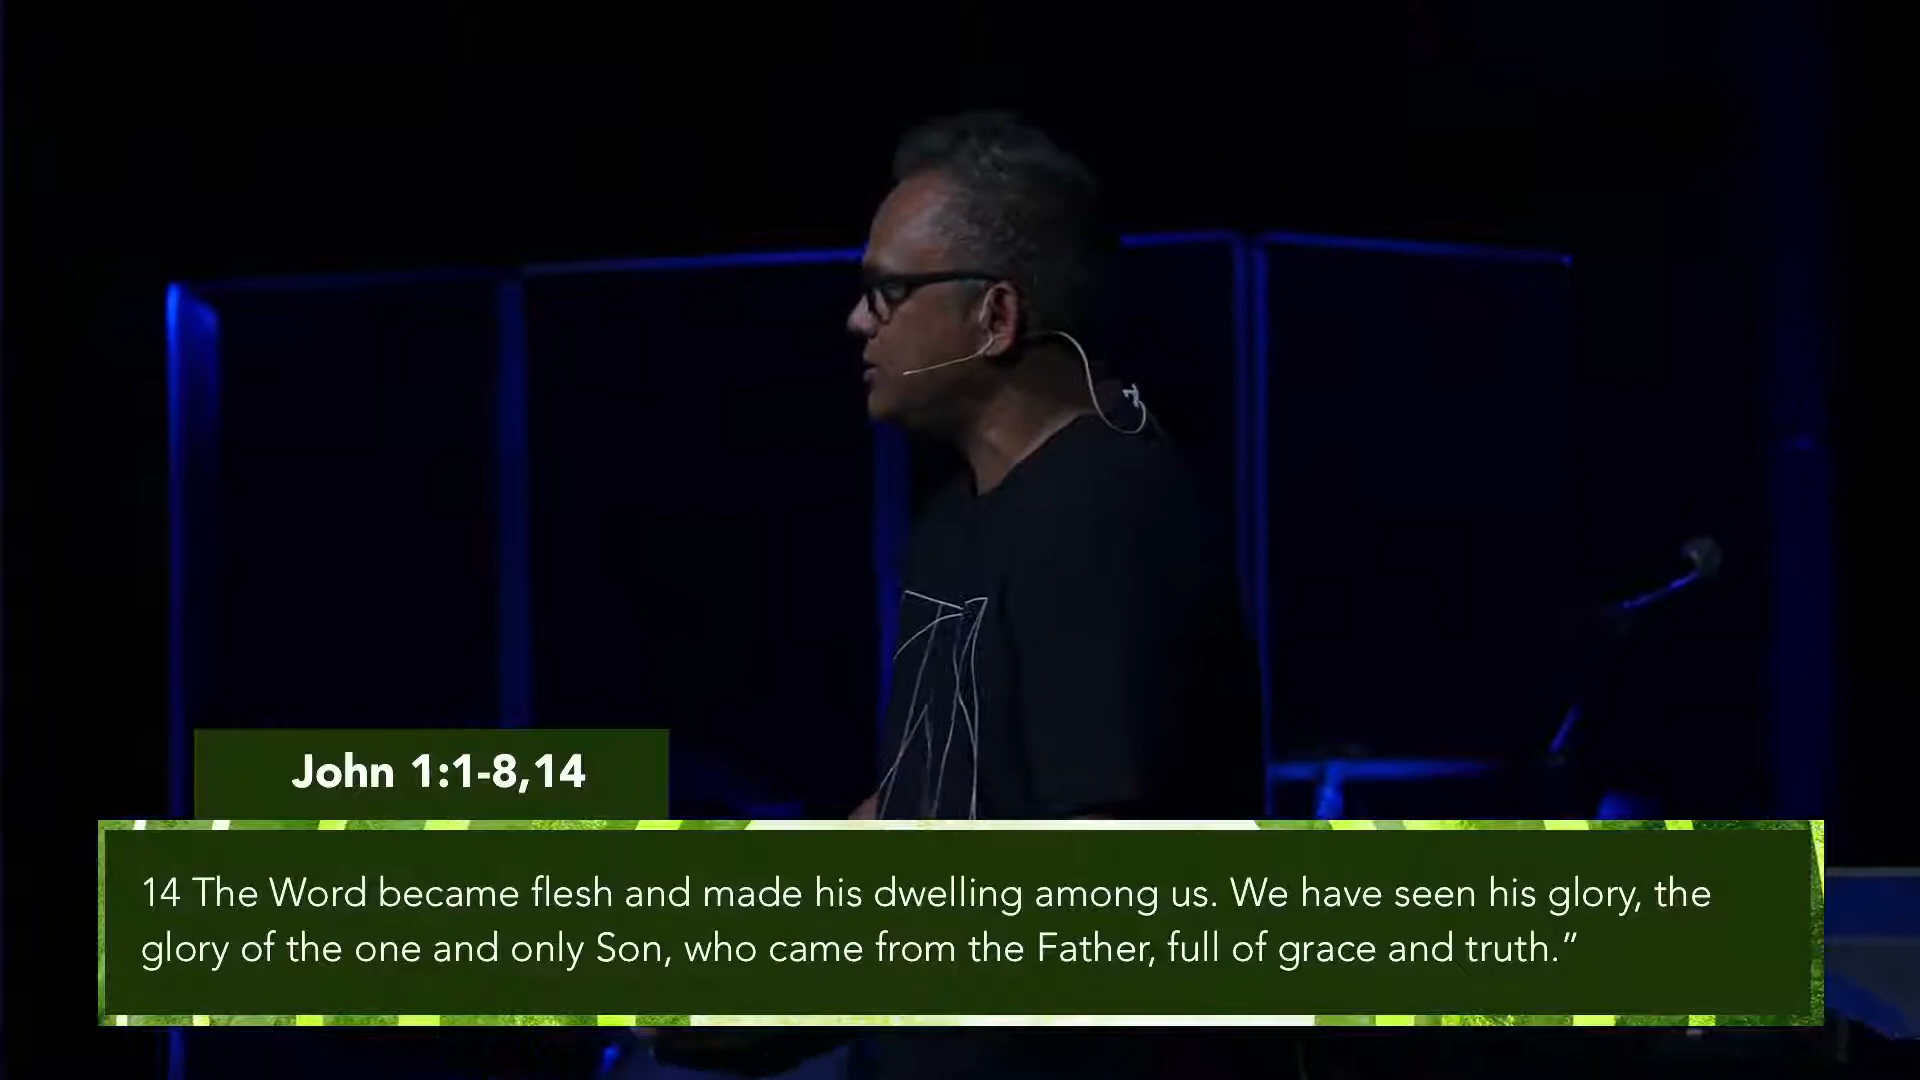 John 1:1-8,14
14 The Word became flesh and made his dwelling among us. We have seen his glory, the
glory of the one and only Son, who came from the Father, full of grace and truth.”